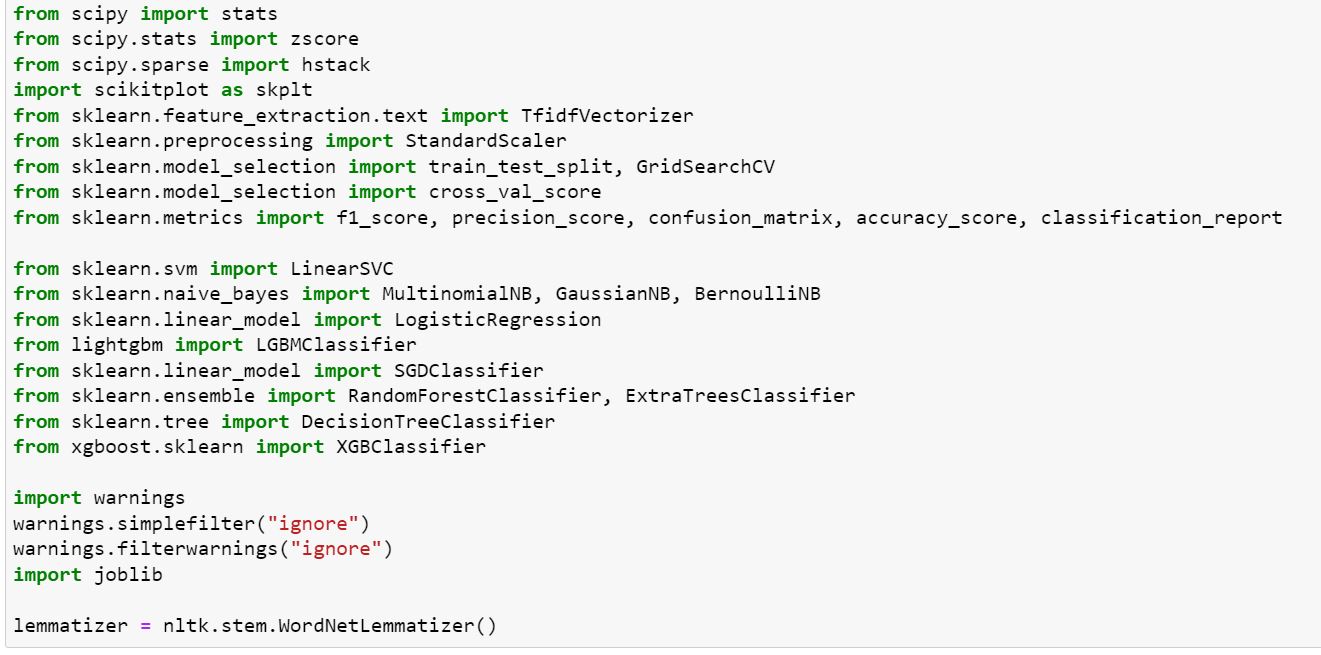 from scipy import stats
from scipy.stats import zscore
from scipy.sparse import hstack
import scikitplot as skplt
from sklearn.feature_extraction.text import TfidfVectorizer
from sklearn.preprocessing import StandardScaler
from sklearn.model_selection import train_test_split, GridSearchCV
from sklearn.model_selection import cross_val_score
from sklearn.metrics import f1_score, precision_score, confusion_matrix, accuracy_score, classification_report
from sklearn.svm import LinearSVC
from sklearn.naive_bayes import MultinomialNB, GaussianNB, BernoulliNB
from sklearn.linear_model import LogisticRegression
from lightgbm import LGBMClassifier
from sklearn.linear_model import SGDClassifier
from sklearn.ensemble import RandomForestClassifier, ExtraTreesClassifier
from sklearn.tree import DecisionTreeClassifier
from xgboost.sklearn import XGBClassifier
import warnings
warnings.simplefilter("ignore")
warnings.filterwarnings("ignore")
import joblib
lemmatizer = nltk.stem.WordNetLemmatizer()